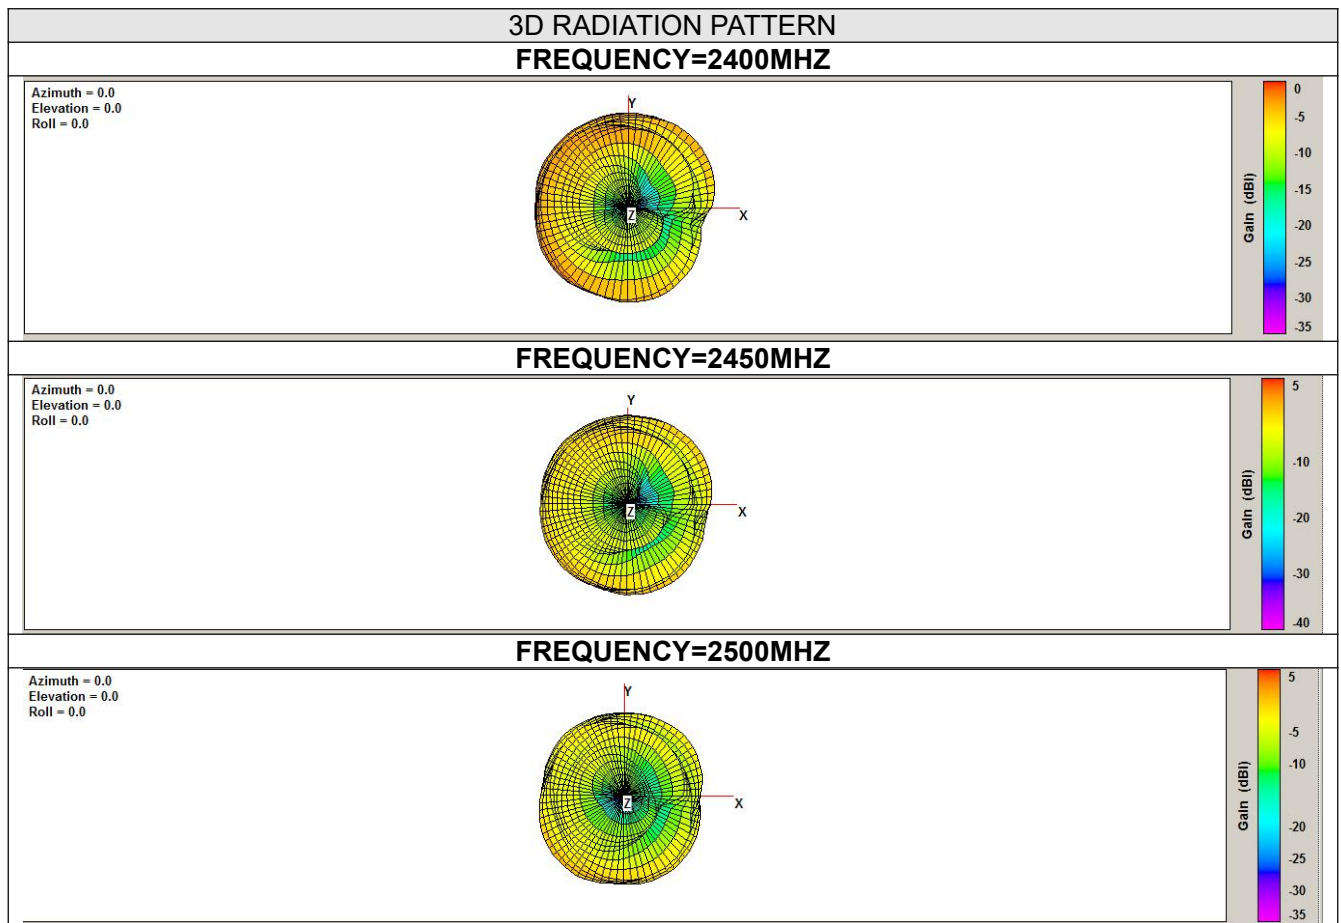 3D RADIATION PATTERN
FREQUENCY=2400MHZ
Azimuth = 0.0
Elevation = 0.0
Roll = 0.0
Y
X
Z
Gain (dBi)
0
-5
-10
-15
-20
-25
-30
-35
FREQUENCY=2450MHZ
Azimuth = 0.0
Elevation = 0.0
Roll = 0.0
Y
X
Z
Gain (dBi)
5
-10
-20
-30
-40
FREQUENCY=2500MHZ
Azimuth = 0.0
Elevation = 0.0
Roll = 0.0
Y
X
Z
Gain (dBi)
5
-5
-10
-20
-25
-30
-35